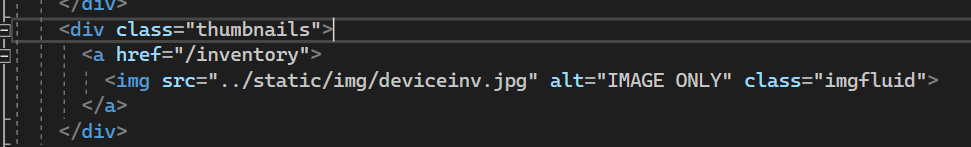 </div>
<div class="thumbnails">
<a href="/inventory">
<img src="../static/img/deviceinv.jpg" alt="IMAGE ONLY" class="imgfluid">
</a>
</div>